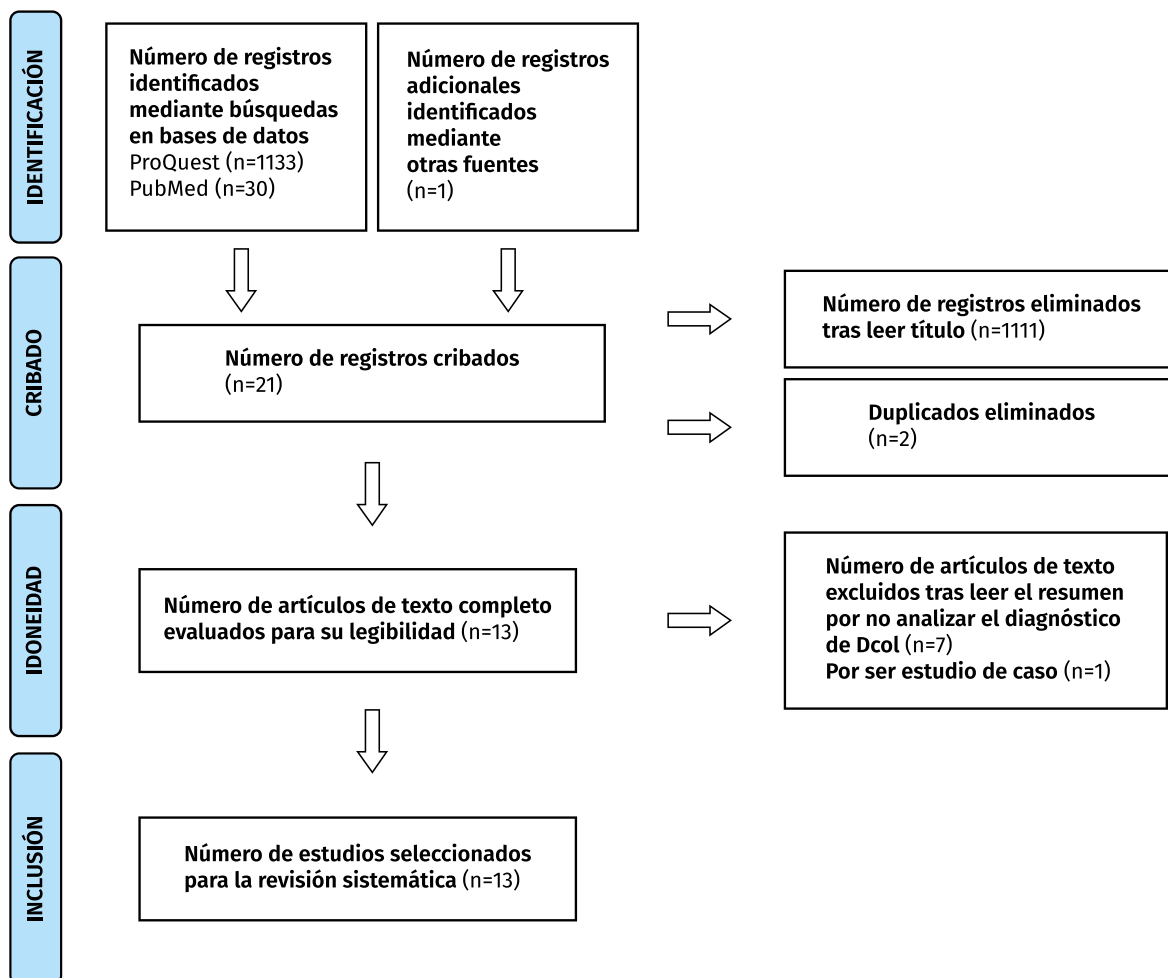 IDENTIFICACIÓN
Número de registros
identificados
mediante búsquedas
en bases de datos
ProQuest (n=1133)
PubMed (n=30)
Número de registros
adicionales
identificados
mediante
otras fuentes
(n=1)
CRIBADO
Número de registros cribados
(n=21)
Número de registros eliminados
tras leer título (n=1111)
Duplicados eliminados
(n=2)
IDONEIDAD
Número de artículos de texto completo
evaluados para su legibilidad (n=13)
Número de artículos de texto
excluidos tras leer el resumen
por no analizar el diagnóstico
de Dcol (n=7)
Por ser estudio de caso (n=1)
INCLUSIÓN
Número de estudios seleccionados
para la revisión sistemática (n=13)